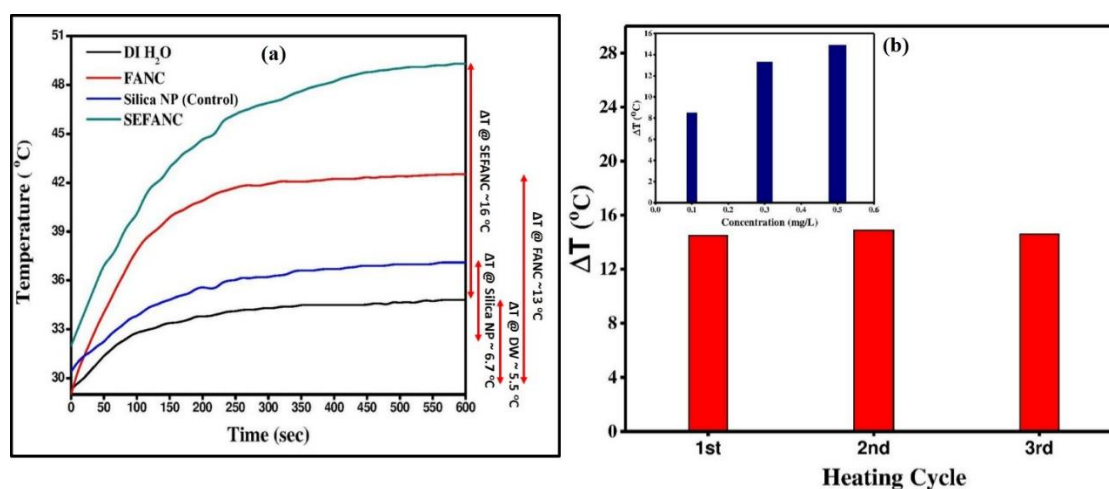 (a)
DI H₂O
FANC
Silica NP (Control)
SEFANC
Temperature ( °C)
51
48
45
42
39
36
33
30
0 50 100 150 200 250 300 350 400 450 500 550 600
Time (sec)
ΔT @ SEFANC ~16 °C
ΔT @ Silica NP ~ 6.7 °C
ΔT @ DW ~ 5.5 °C
ΔT @ FANC ~13 °C
(b)
ΔT (°C)
28
24
20
16
12
8
4
0
1st 2nd 3rd
Heating Cycle
ΔT (°C)
16
14
12
10
8
6
4
2
0
0.0 0.1 0.2 0.3 0.4 0.5 0.6
Concentration (mg/L)